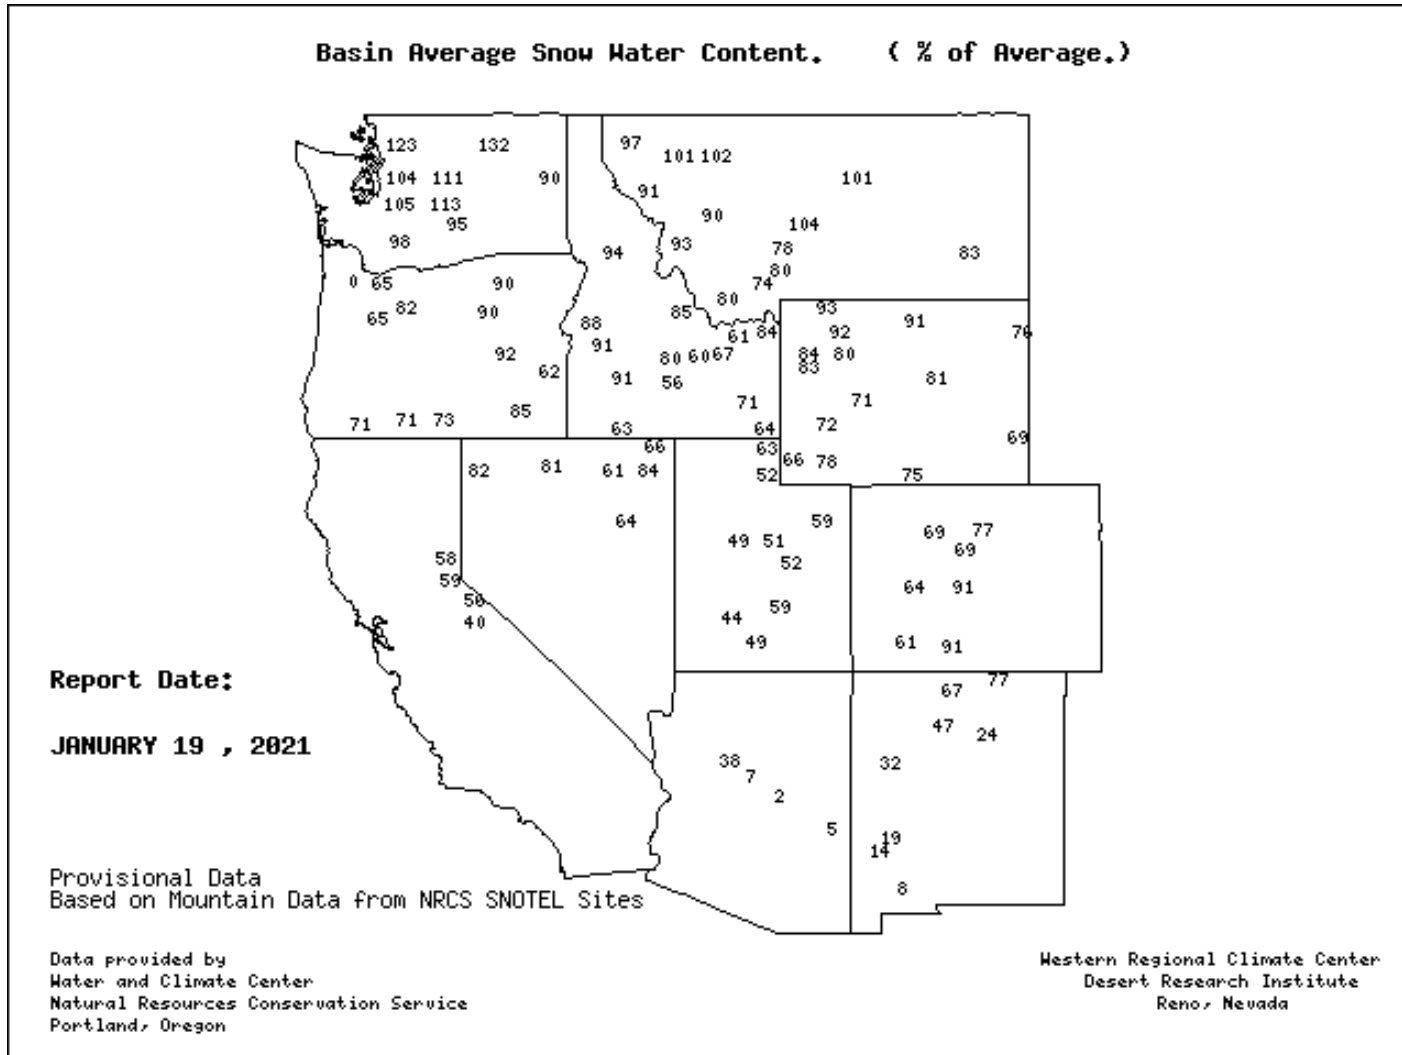 Basin Average Snow Water Content. ( % of Average.)
123 132 97
101 102
104 111 90 101
91
105 113 90
95 104
98 93 78
94 83
80
0 65 90 74
80
82 90 85 93
65 88 91
92 76
61 84
91
92 80 60 67 84 80
83
62 91 56 81
71 71
85
71 71 73 63 64 72 69
66 63
66 78
82 81 61 84 52 75
64 59
69 77
49 51 69
58 52
59 64 91
50 59
40 44
49 61 91
Report Date: 77
67
47 24
JANUARY 19 , 2021
38 32
7
2
5 19
14
Provisional Data
8
Based on Mountain Data from NRCS SNOTEL Sites
Data provided by
Water and Climate Center
Natural Resources Conservation Service
Portland, Oregon
Western Regional Climate Center
Desert Research Institute
Reno, Nevada